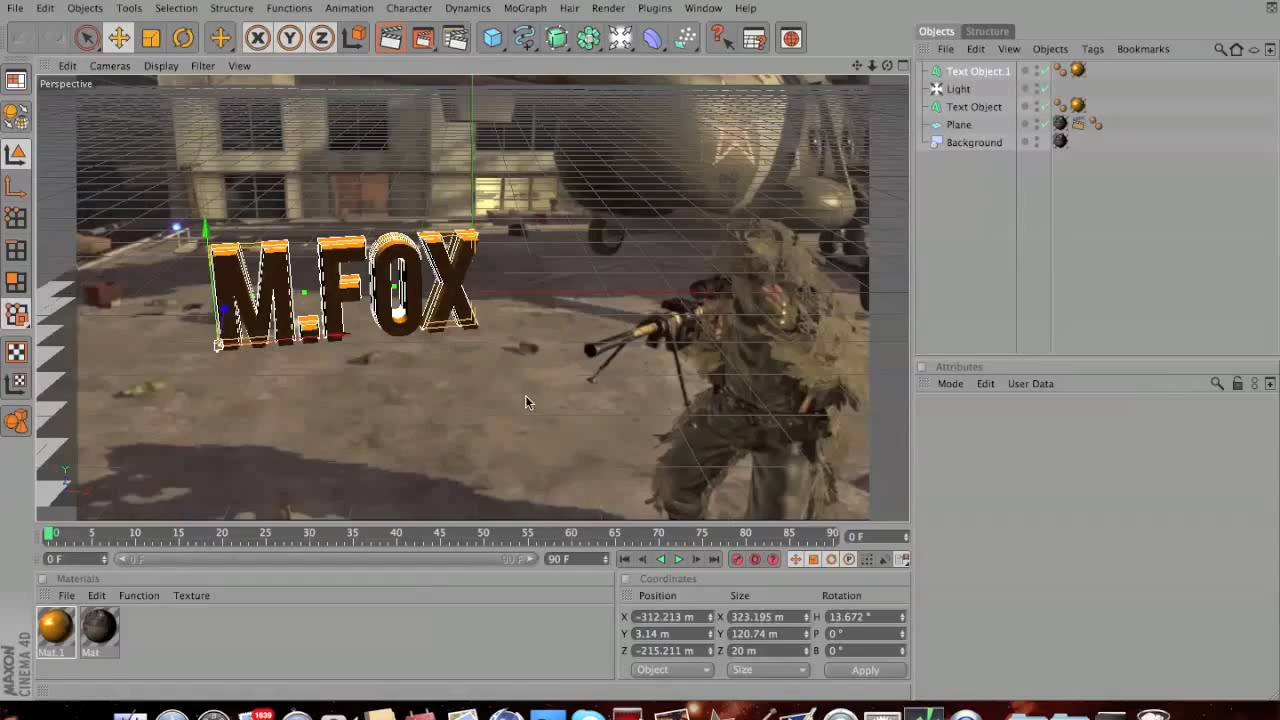 File Edit Objects Tools Selection Structure Functions Animation Character Dynamics MoGraph Hair Render Plugins Window Help
Objects Structure
File Edit View Objects Tags Bookmarks
Edit Cameras Display Filter View
Perspective
Text Object.1
Light
Text Object
Plane
Background
M.FOX
Y
Attributes
Mode Edit User Data
0 5 10 15 20 25 30 35 40 45 50 55 60 65 70 75 80 85 90 0 F
0 F 0 F 90 F 90 F
Materials
File Edit Function Texture
Mat.1 Mat
Coordinates
Position Size Rotation
X -312.213 m X 323.195 m H 13.672 °
Y 3.14 m Y 120.74 m P 0 °
Z -215.211 m Z 20 m B 0 °
Object Size Apply
MAXON
CINEMA 4D
1639